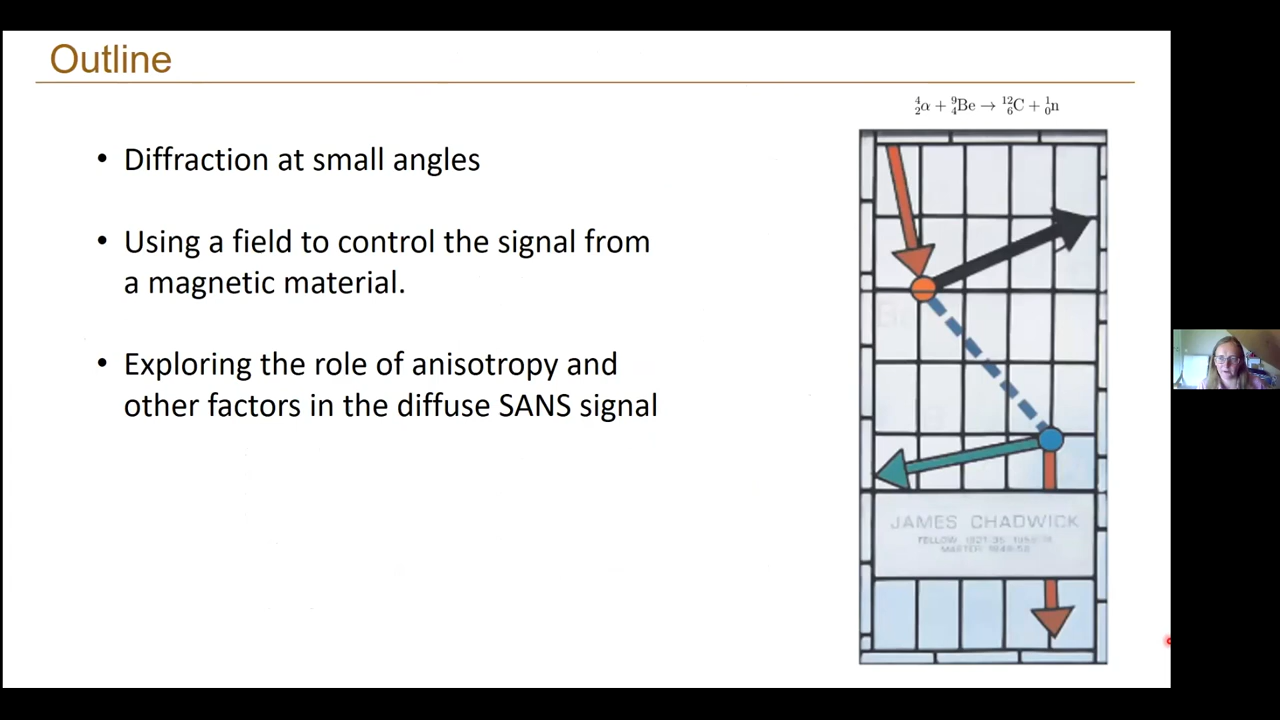 Outline
⁴₂α + ⁹₄Be → ¹²₆C + ¹₀n
• Diffraction at small angles
• Using a field to control the signal from
a magnetic material.
• Exploring the role of anisotropy and
other factors in the diffuse SANS signal
JAMES CHADWICK